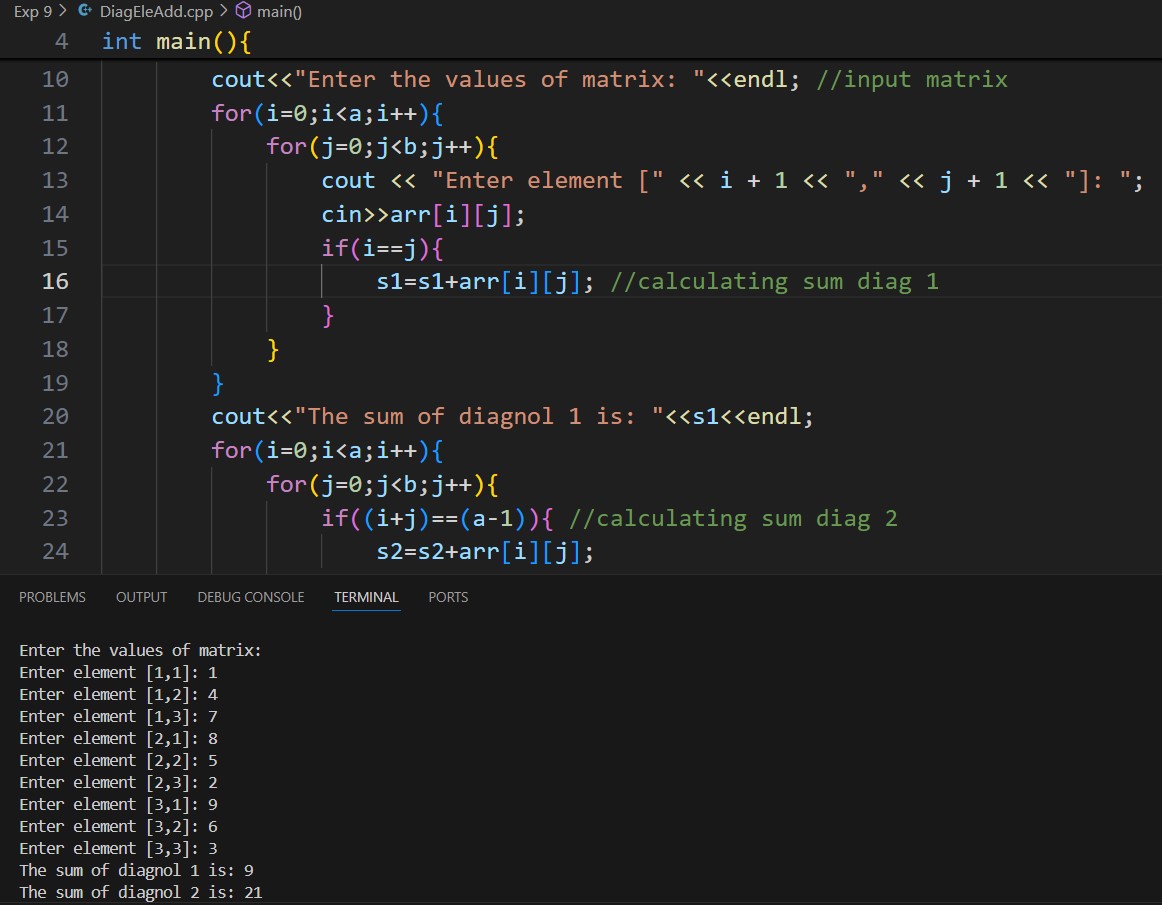 Exp 9 > DiagEleAdd.cpp > main()
4 int main(){
10 cout<<"Enter the values of matrix: "<<endl; //input matrix
11 for(i=0;i<a;i++){
12 for(j=0;j<b;j++){
13 cout << "Enter element [" << i + 1 << "," << j + 1 << "]: ";
14 cin>>arr[i][j];
15 if(i==j){
16 s1=s1+arr[i][j]; //calculating sum diag 1
17 }
18 }
19 }
20 cout<<"The sum of diagnol 1 is: "<<s1<<endl;
21 for(i=0;i<a;i++){
22 for(j=0;j<b;j++){
23 if((i+j)==(a-1)){ //calculating sum diag 2
24 s2=s2+arr[i][j];
PROBLEMS OUTPUT DEBUG CONSOLE TERMINAL PORTS
Enter the values of matrix:
Enter element [1,1]: 1
Enter element [1,2]: 4
Enter element [1,3]: 7
Enter element [2,1]: 8
Enter element [2,2]: 5
Enter element [2,3]: 2
Enter element [3,1]: 9
Enter element [3,2]: 6
Enter element [3,3]: 3
The sum of diagnol 1 is: 9
The sum of diagnol 2 is: 21